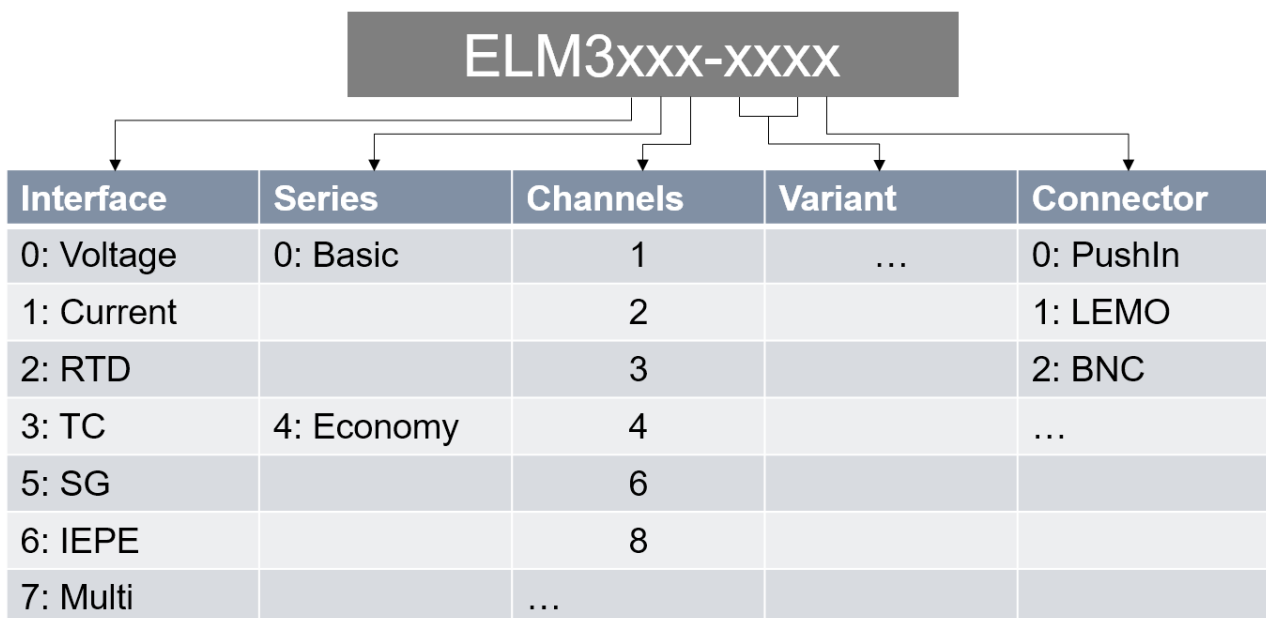 ELM3xxx-xxxx
Interface Series Channels Variant Connector
0: Voltage 0: Basic 1 … 0: PushIn
1: Current 2 1: LEMO
2: RTD 3 2: BNC
3: TC 4: Economy 4 …
5: SG 6
6: IEPE 8
7: Multi …